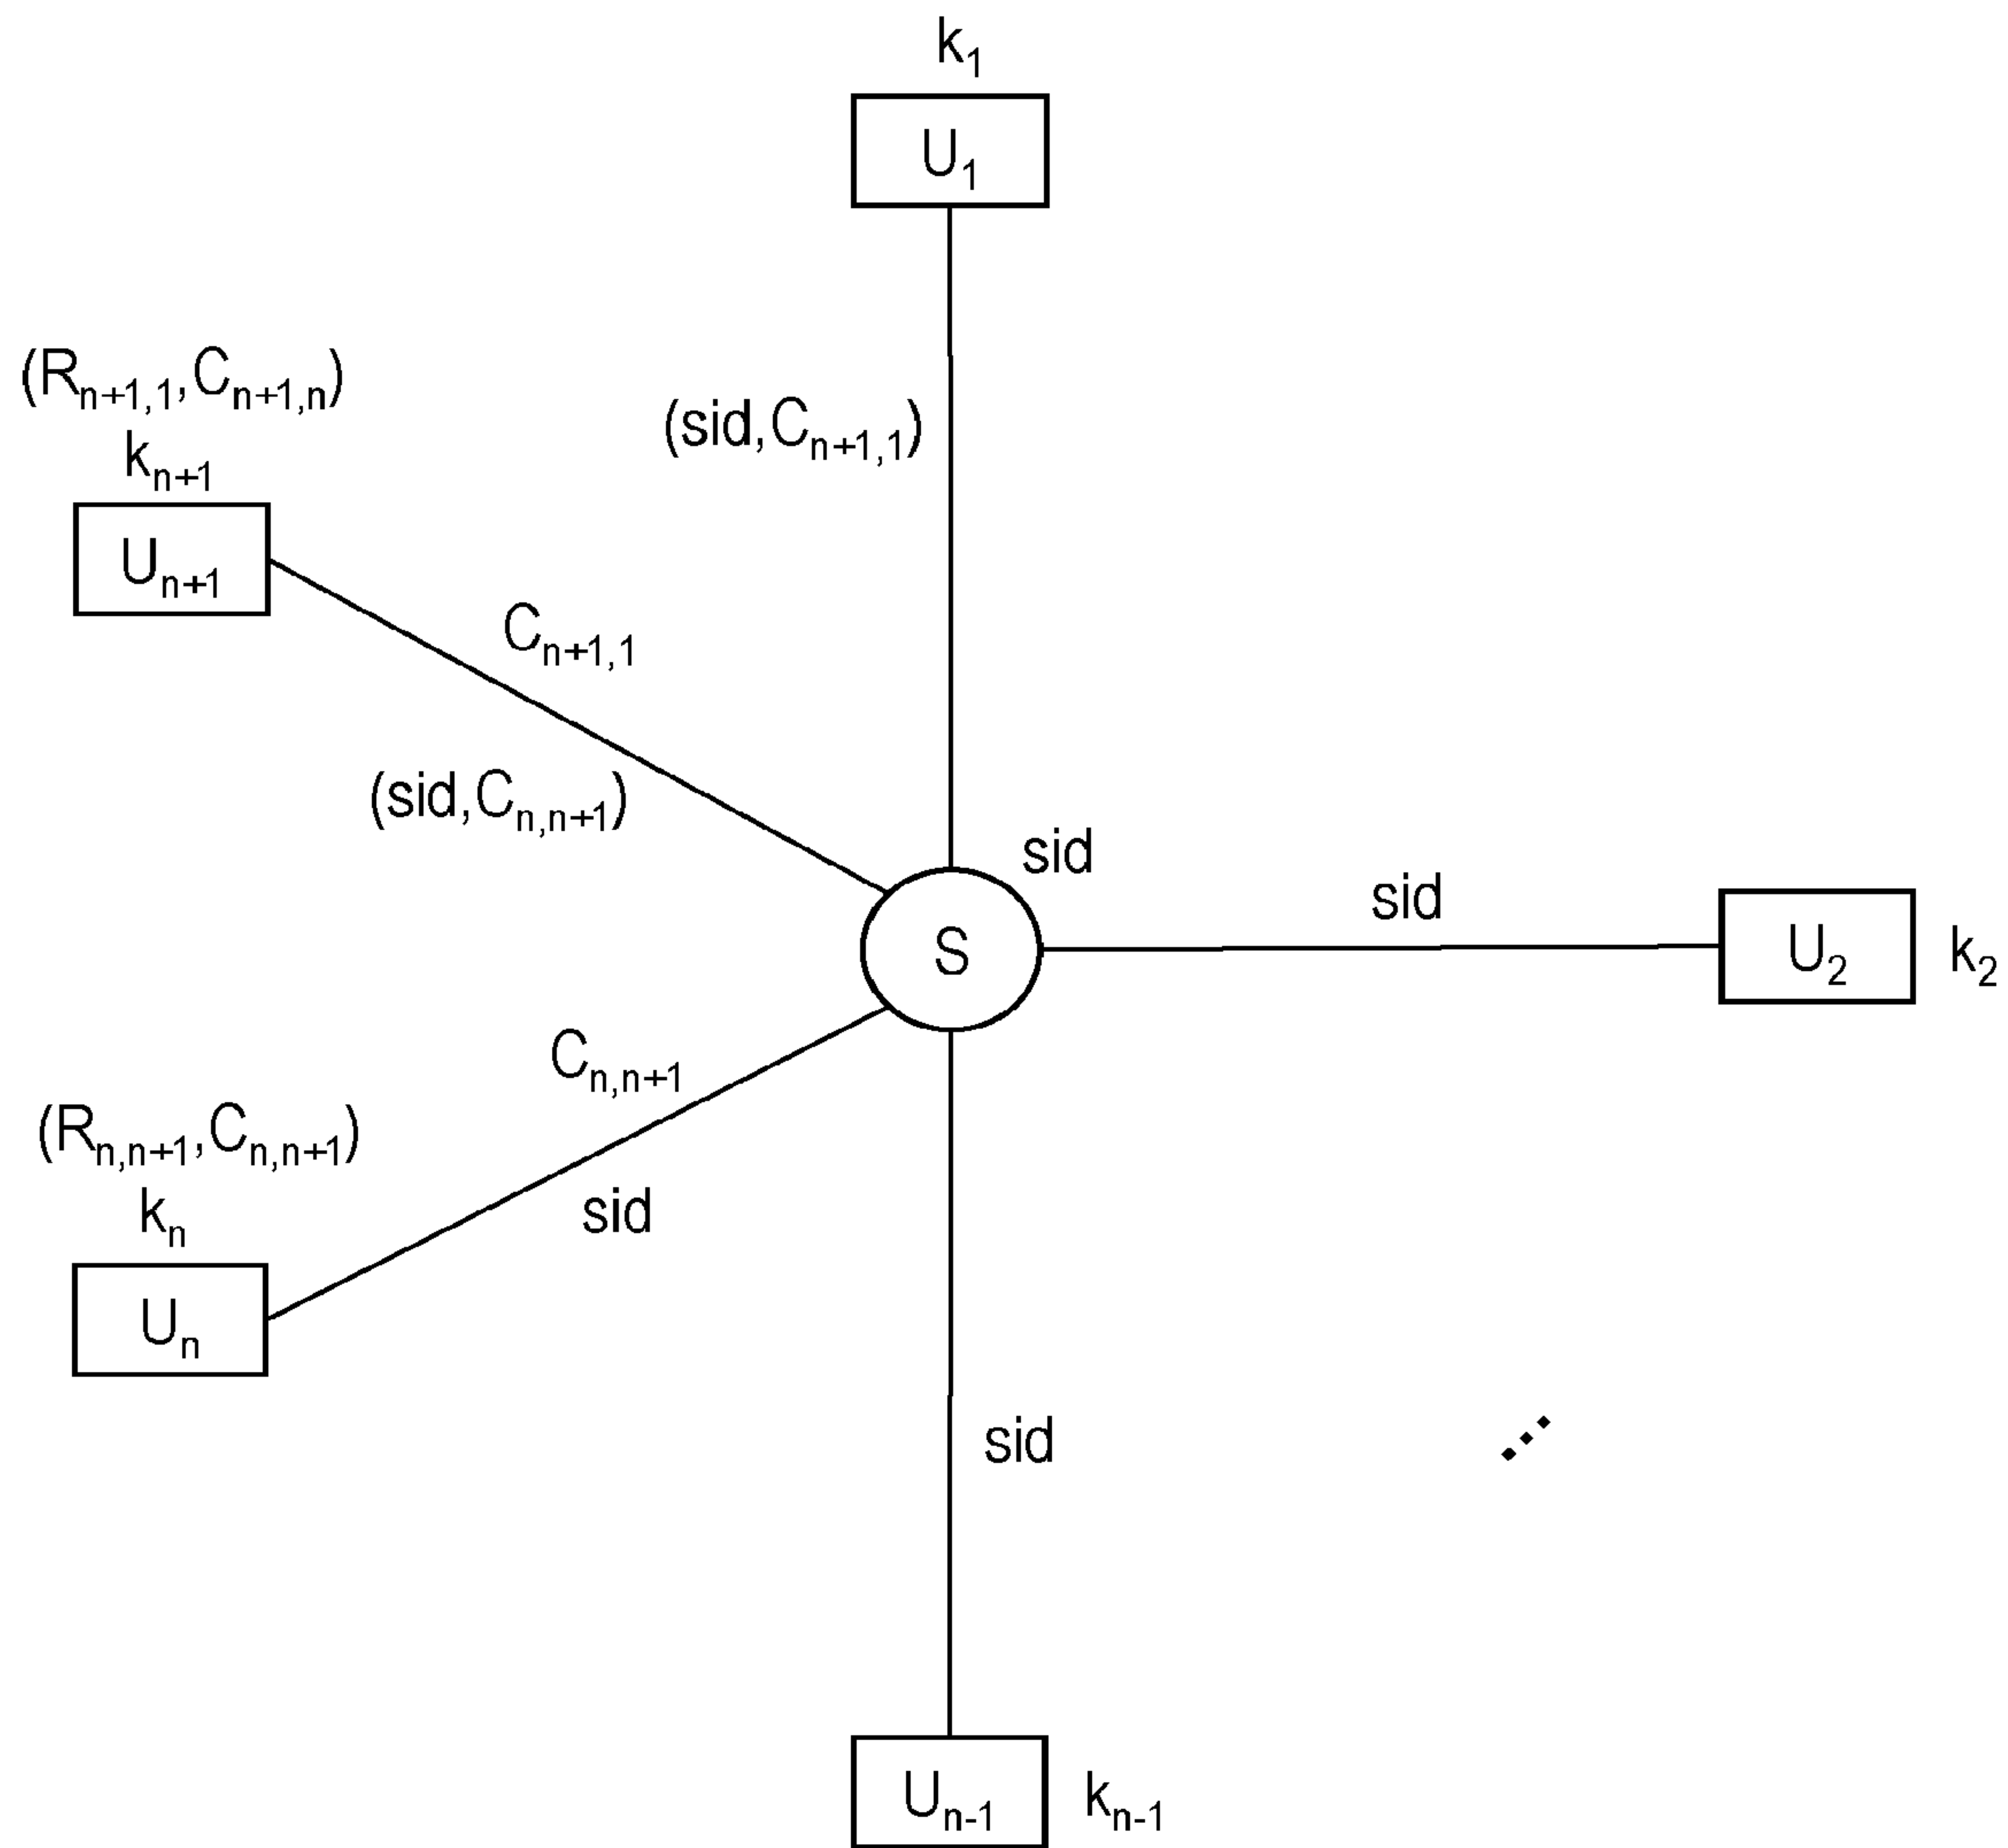 k₁
U₁
(Rₙ₊₁,₁,Cₙ₊₁,ₙ)
kₙ₊₁
(sid,Cₙ₊₁,₁)
Uₙ₊₁
Cₙ₊₁,₁
(sid,Cₙ,ₙ₊₁)
sid
sid
S
U₂
k₂
Cₙ,ₙ₊₁
(Rₙ,ₙ₊₁,Cₙ,ₙ₊₁)
kₙ
sid
Uₙ
sid
Uₙ₋₁
kₙ₋₁